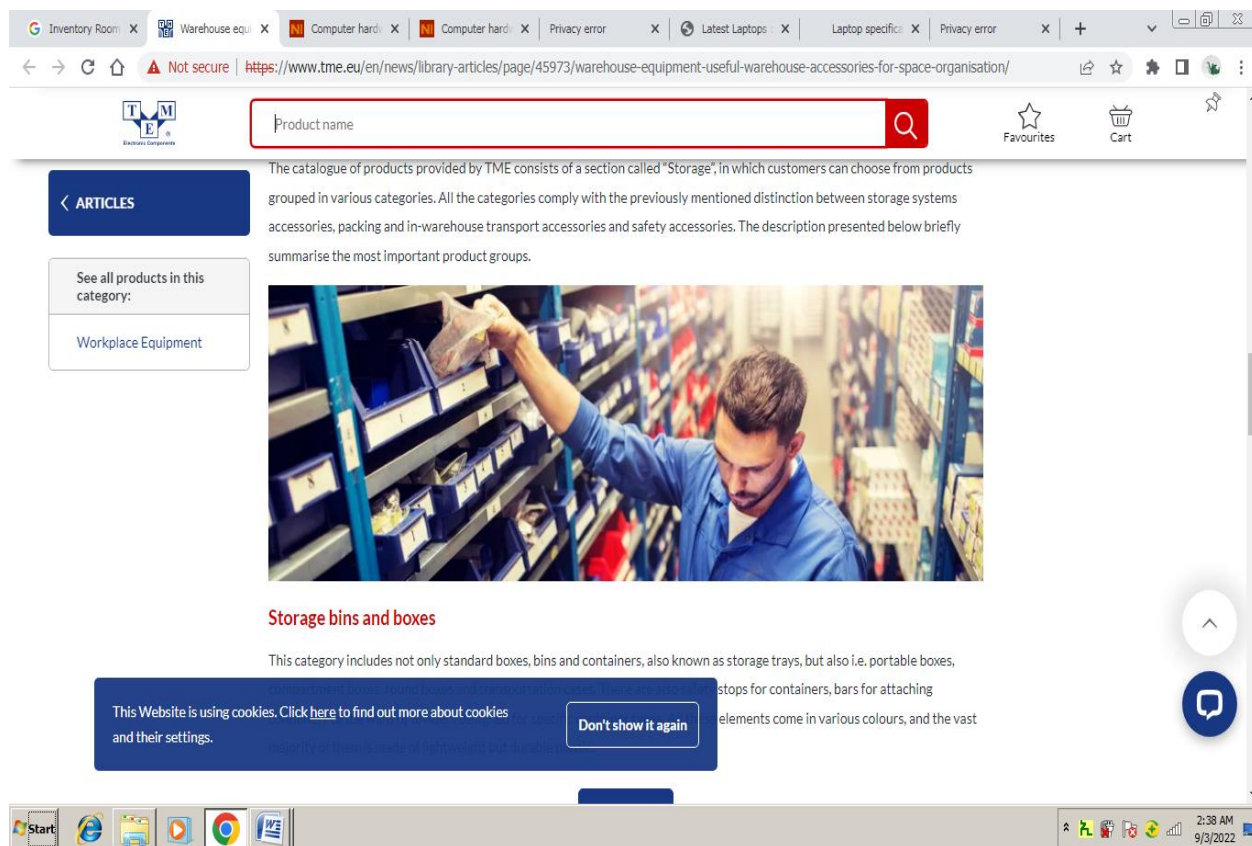 Inventory Room
Warehouse equ
Computer hard
Computer hard
Privacy error
Latest Laptops
Laptop specifica
Privacy error
Not secure
https://www.tme.eu/en/news/library-articles/page/45973/warehouse-equipment-useful-warehouse-accessories-for-space-organisation/
T M E
Electronic Components
Product name
Favourites
Cart
ARTICLES
See all products in this
category:
Workplace Equipment
The catalogue of products provided by TME consists of a section called "Storage", in which customers can choose from products
grouped in various categories. All the categories comply with the previously mentioned distinction between storage systems
accessories, packing and in-warehouse transport accessories and safety accessories. The description presented below briefly
summarise the most important product groups.
Storage bins and boxes
This category includes not only standard boxes, bins and containers, also known as storage trays, but also i.e. portable boxes,
stops for containers, bars for attaching
elements come in various colours, and the vast
This Website is using cookies. Click here to find out more about cookies
and their settings.
Don't show it again
Start
2:38 AM
9/3/2022